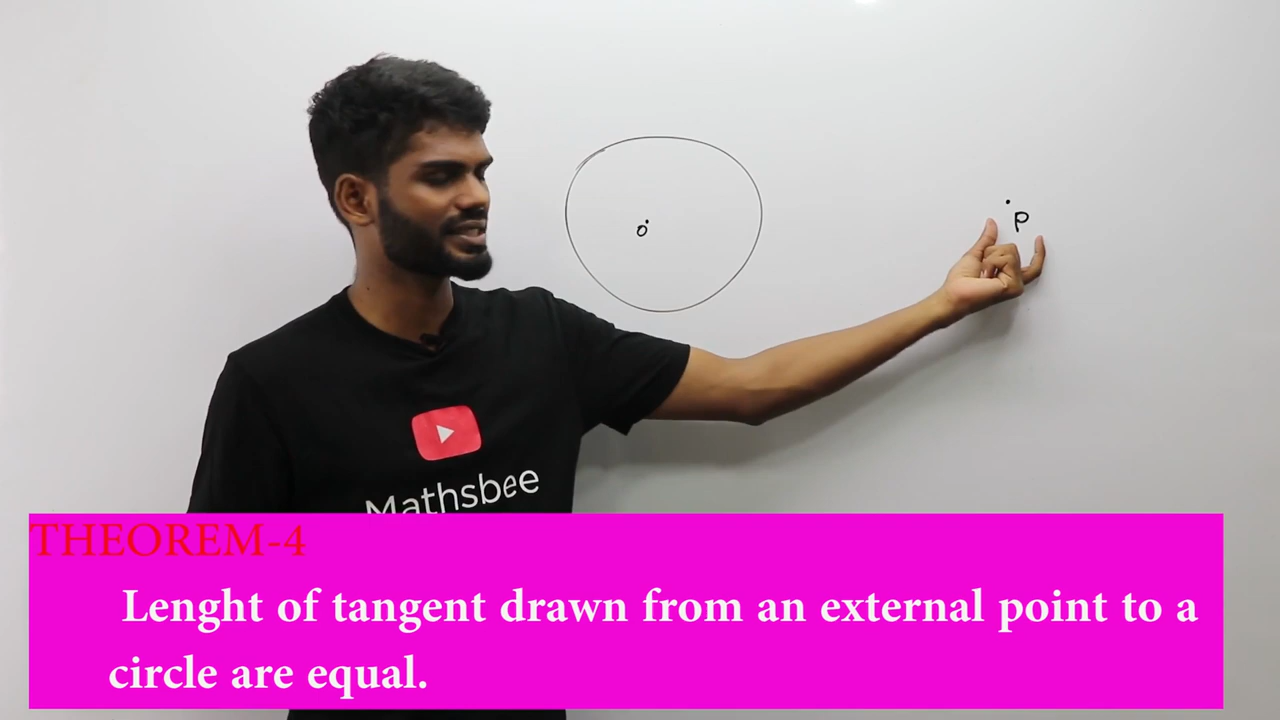 O
P
Mathsbee
THEOREM-4
Lenght of tangent drawn from an external point to a
circle are equal.